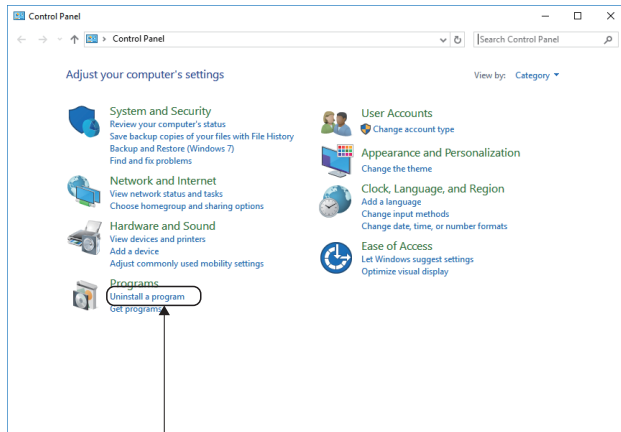 Control Panel
Control Panel
Search Control Panel
Adjust your computer's settings
View by: Category
System and Security
Review your computer's status
Save backup copies of your files with File History
Backup and Restore (Windows 7)
Find and fix problems
Network and Internet
View network status and tasks
Choose homegroup and sharing options
Hardware and Sound
View devices and printers
Add a device
Adjust commonly used mobility settings
Programs
Uninstall a program
Get programs
User Accounts
Change account type
Appearance and Personalization
Change the theme
Clock, Language, and Region
Add a language
Change input methods
Change date, time, or number formats
Ease of Access
Let Windows suggest settings
Optimize visual display